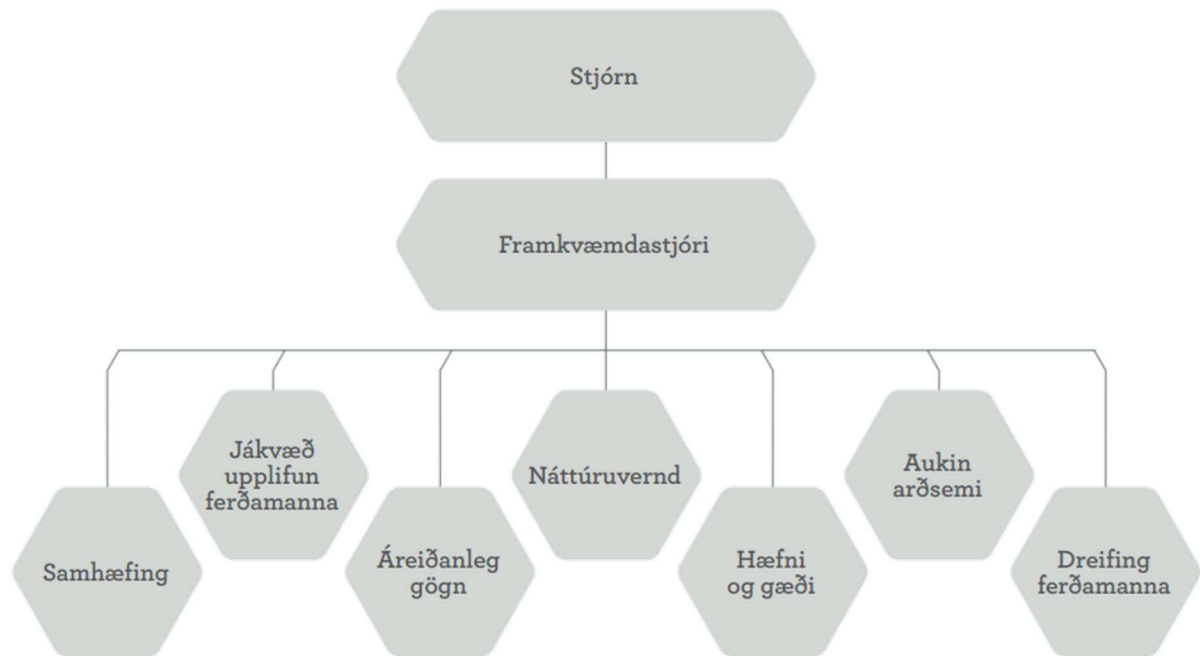 Stjórn
Framkvæmdastjóri
Samhæfing
Jákvæð
upplifun
ferðamanna
Áreiðanleg
gögn
Náttúruvernd
Hæfni
og gæði
Aukin
arðsemi
Dreifing
ferðamanna